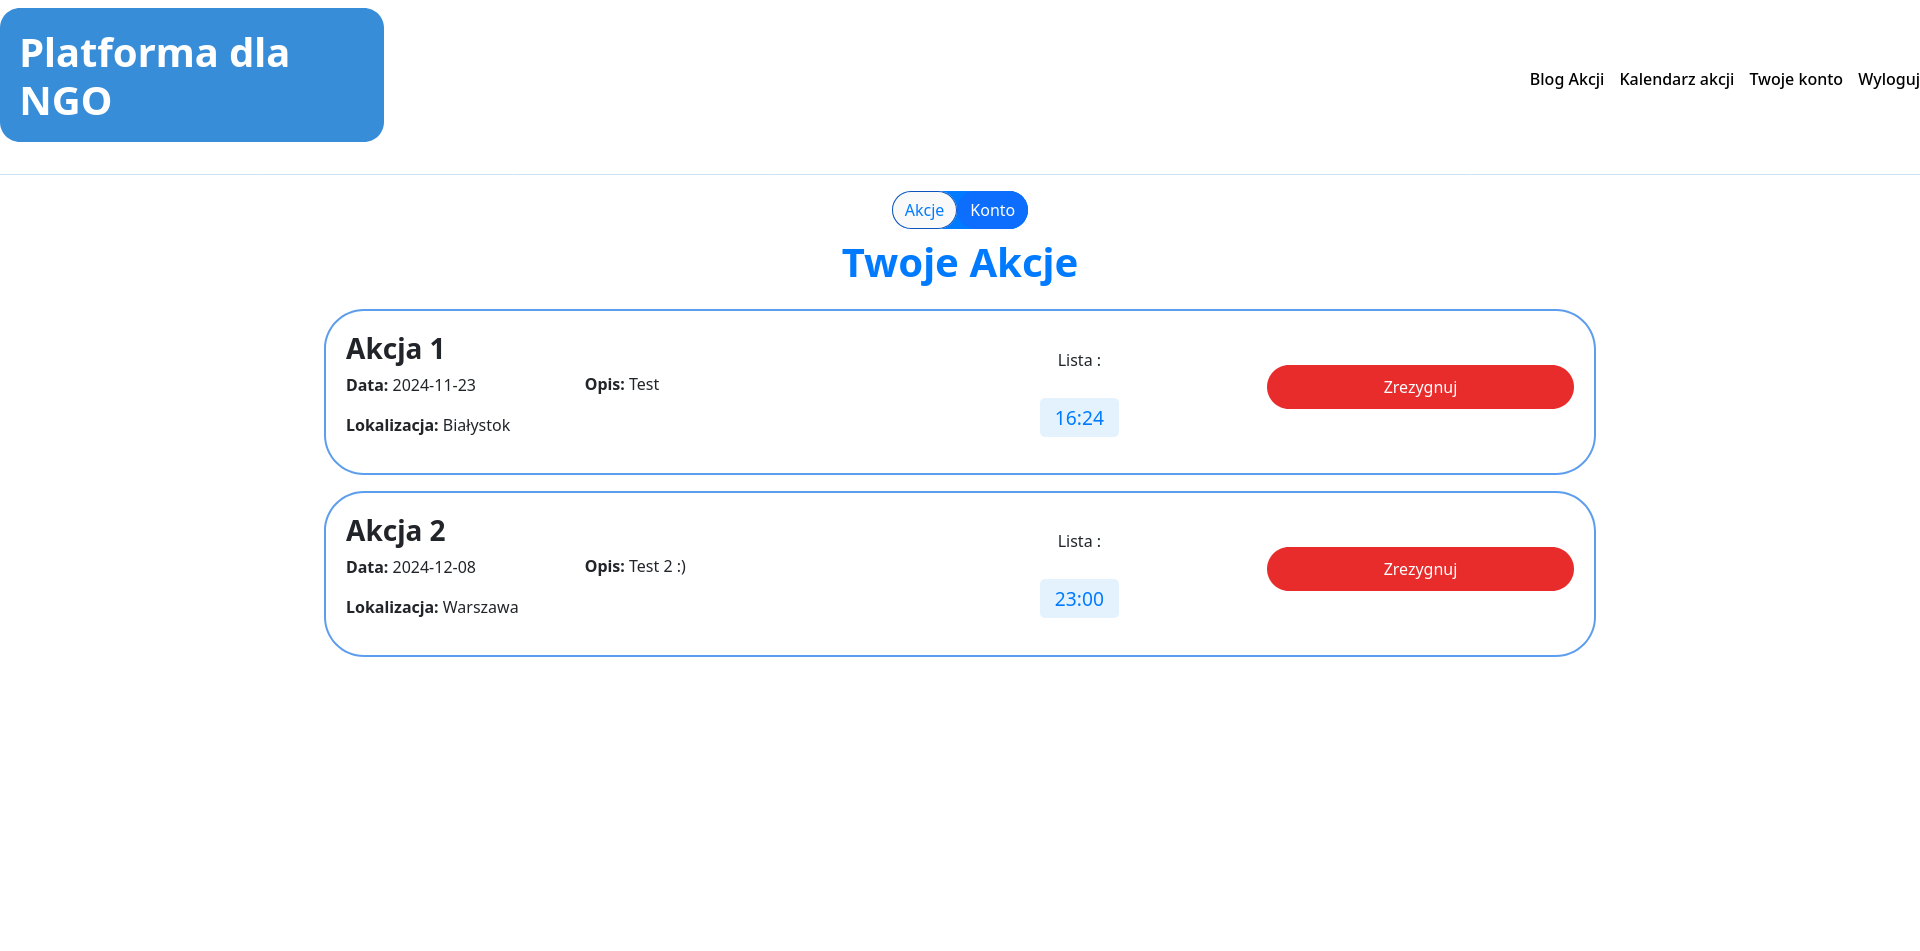 Platforma dla
NGO
Blog Akcji Kalendarz akcji Twoje konto Wyloguj
Akcje Konto
Twoje Akcje
Akcja 1
Data: 2024-11-23
Lokalizacja: Białystok
Opis: Test
Lista :
16:24
Zrezygnuj
Akcja 2
Data: 2024-12-08
Lokalizacja: Warszawa
Opis: Test 2 :)
Lista :
23:00
Zrezygnuj